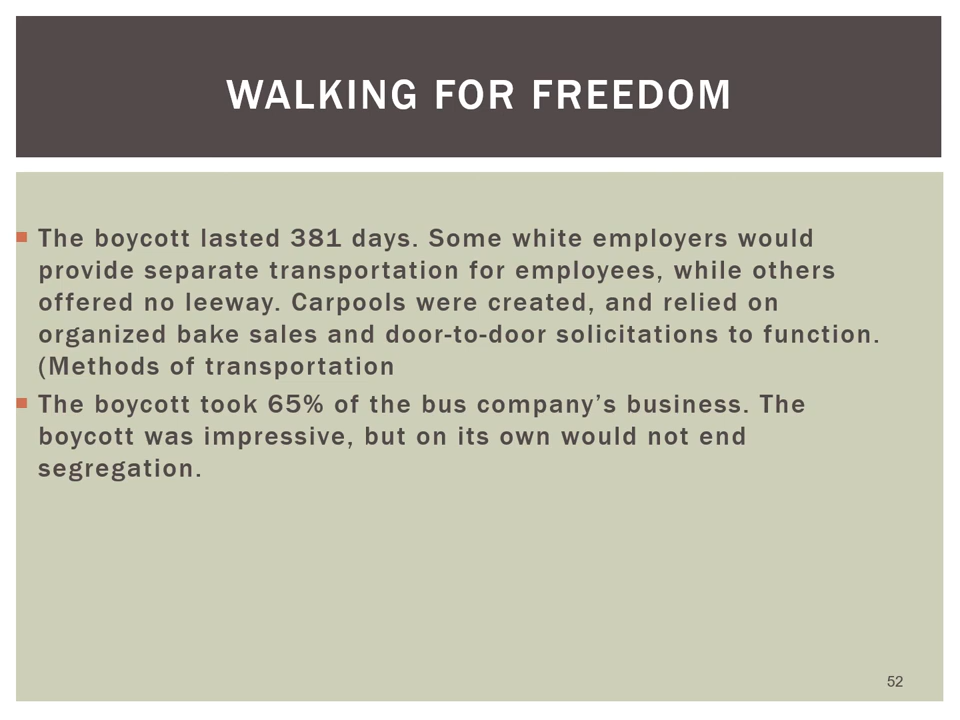 WALKING FOR FREEDOM
The boycott lasted 381 days. Some white employers would
provide separate transportation for employees, while others
offered no leeway. Carpools were created, and relied on
organized bake sales and door-to-door solicitations to function.
(Methods of transportation
The boycott took 65% of the bus company’s business. The
boycott was impressive, but on its own would not end
segregation.
52